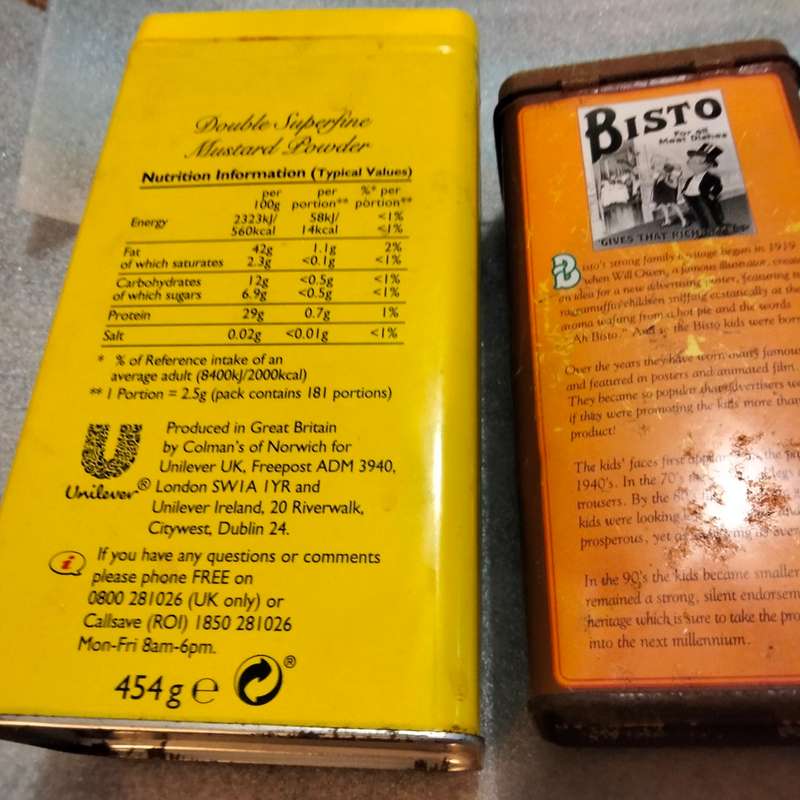 Double Superfine
Mustard Powder
Nutrition Information (Typical Values)
per per %* per
100g portion** portion**
Energy 2323kJ/ 58kJ/ <1%
560kcal 14kcal <1%
Fat 42g 1.1g 2%
of which saturates 2.3g <0.1g <1%
Carbohydrates 12g <0.5g <1%
of which sugars 6.9g <0.5g <1%
Protein 29g 0.7g 1%
Salt 0.02g <0.01g <1%
* % of Reference intake of an
average adult (8400kJ/2000kcal)
** 1 Portion = 2.5g (pack contains 181 portions)
Unilever®
Produced in Great Britain
by Colman's of Norwich for
Unilever UK, Freepost ADM 3940,
London SW1A 1YR and
Unilever Ireland, 20 Riverwalk,
Citywest, Dublin 24.
i
If you have any questions or comments
please phone FREE on
0800 281026 (UK only) or
Callsave (ROI) 1850 281026
Mon-Fri 8am-6pm.
454g e ®
BISTO
For all
Meat Dishes
'GIVES THAT RICH
Bisto's strong family heritage began in 1919
when Will Owen, a famous illustrator, create
an idea for a new advertising poster, featuring
ragamuffin children sniffing ecstatically at the
aroma wafting from a hot pie and the words
"Ah Bisto." And so the Bisto kids were born
Over the years they have worn many famous
and featured in posters and animated film.
They became so popular that advertisers w
if they were promoting the kids more than
product!
The kids' faces first the
1940's. In the 70's
trousers. By the
kids were looking
prosperous, yet
In the 90's the kids became smaller
remained a strong, silent endorsem
heritage which is sure to take the pro
into the next millennium.